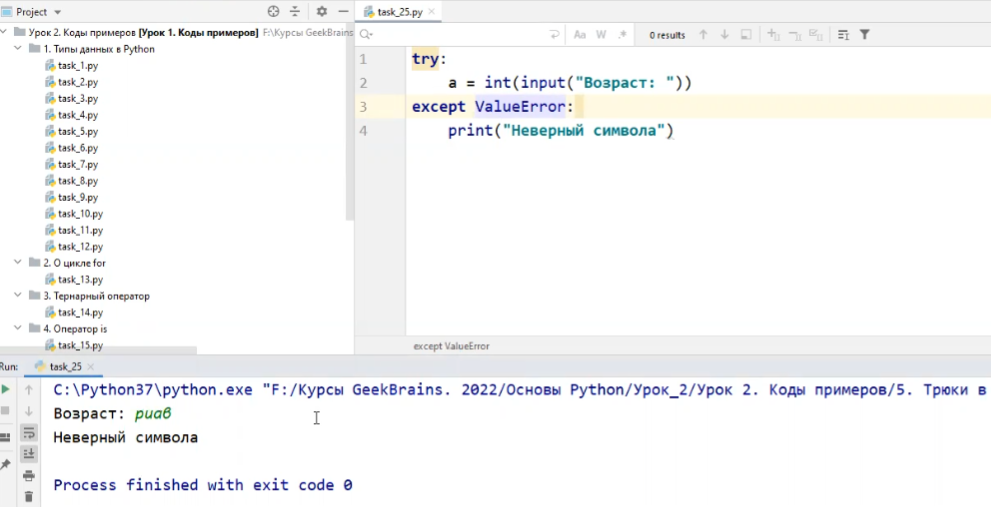 Project
task_25.py
Урок 2. Коды примеров [Урок 1. Коды примеров] F:\Курсы GeekBrains
1. Типы данных в Python
task_1.py
task_2.py
task_3.py
task_4.py
task_5.py
task_6.py
task_7.py
task_8.py
task_9.py
task_10.py
task_11.py
task_12.py
2. О цикле for
task_13.py
3. Тернарный оператор
task_14.py
4. Оператор is
task_15.py
Aa W .* 0 results
1 try:
2 a = int(input("Возраст: "))
3 except ValueError:
4 print("Неверный символа")
except ValueError
Run: task_25
C:\Python37\python.exe "F:/Курсы GeekBrains. 2022/Основы Python/Урок_2/Урок 2. Коды примеров/5. Трюки в
Возраст: риав
Неверный символа
Process finished with exit code 0